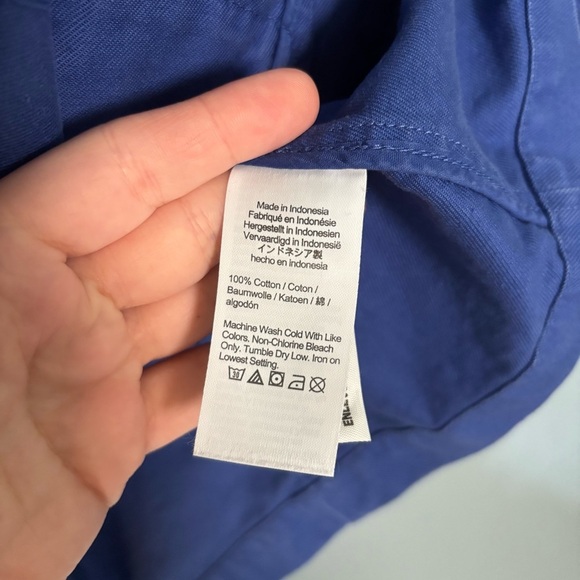 Made in Indonesia
Fabriqué en Indonésie
Hergestellt in Indonesien
Vervaardigd in Indonesië
インドネシア製
hecho en indonesia
100% Cotton / Coton /
Baumwolle / Katoen / 綿 /
algodón
Machine Wash Cold With Like
Colors. Non-Chlorine Bleach
Only. Tumble Dry Low. Iron on
Lowest Setting.
30